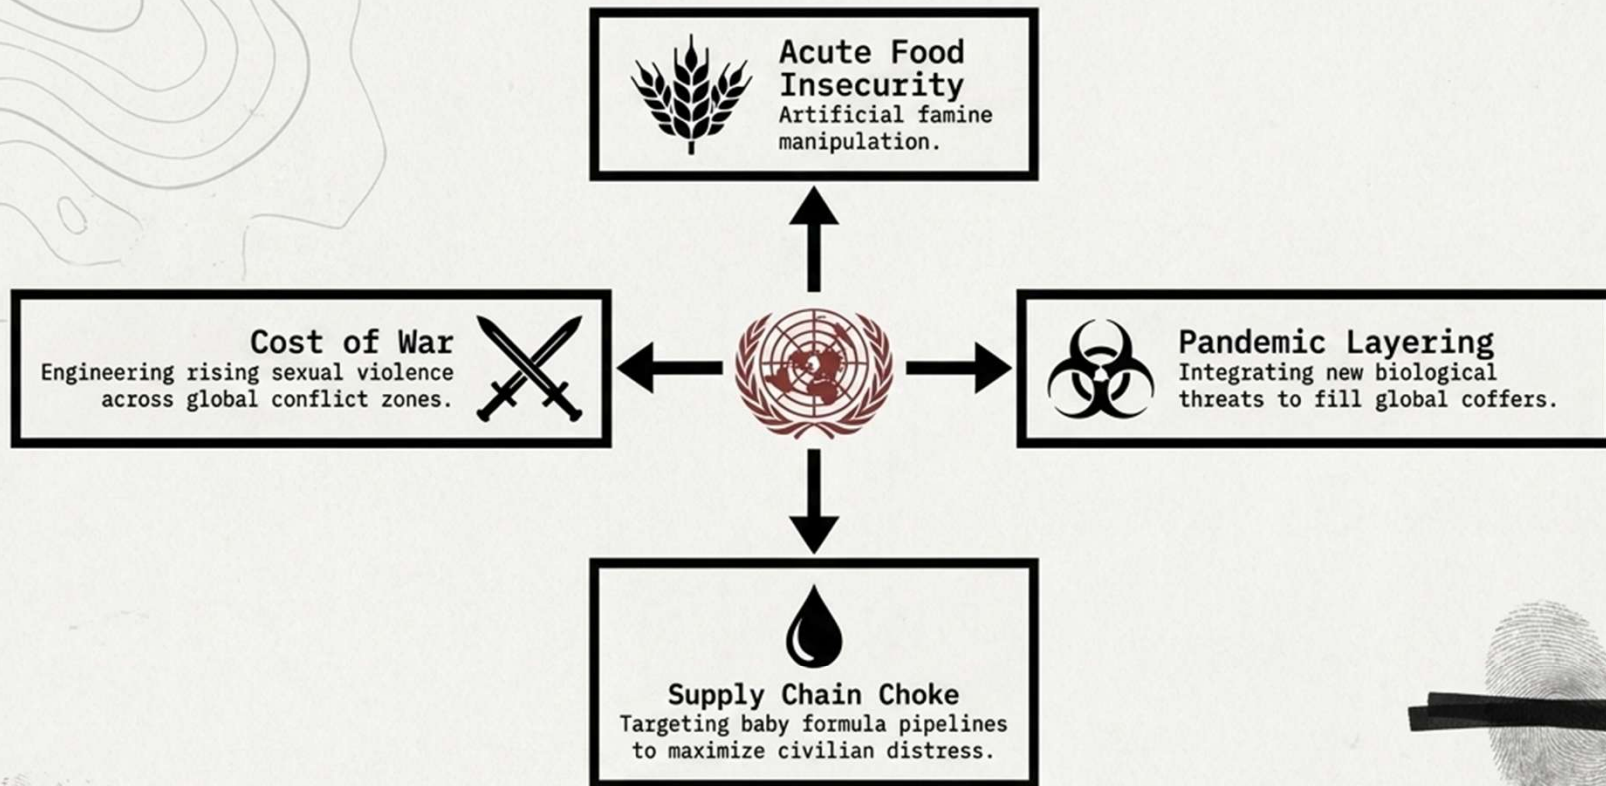 Acute Food
Insecurity
Artificial famine
manipulation.
Cost of War
Engineering rising sexual violence
across global conflict zones.
Pandemic Layering
Integrating new biological
threats to fill global coffers.
Supply Chain Choke
Targeting baby formula pipelines
to maximize civilian distress.